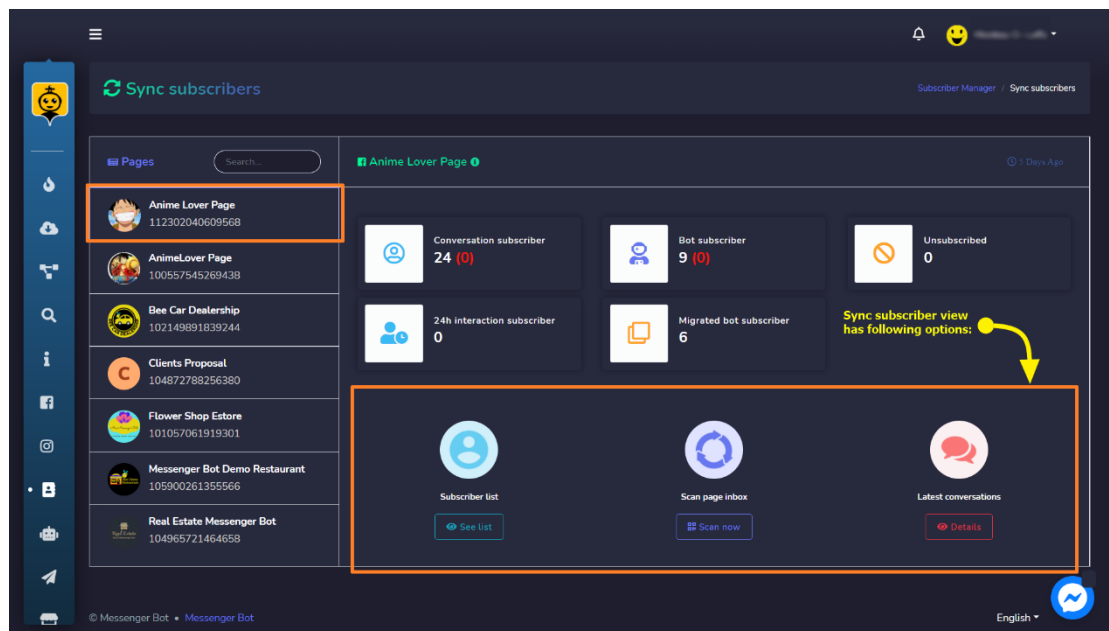 Sync subscribers
Subscriber Manager / Sync subscribers
Pages
Search...
Anime Lover Page
Days Ago
Anime Lover Page
112302040609568
AnimeLover Page
100557545269438
Bee Car Dealership
102149891839244
C
Clients Proposal
104872788256380
Flower Shop Estore
101057061919301
Messenger Bot Demo Restaurant
105900261355566
Real Estate Messenger Bot
104965721464658
Conversation subscriber
24 (0)
Bot subscriber
9 (0)
Unsubscribed
0
24h interaction subscriber
0
Migrated bot subscriber
6
Sync subscriber view
has following options:
Subscriber list
See list
Scan page inbox
Scan now
Latest conversations
Details
© Messenger Bot • Messenger Bot
English